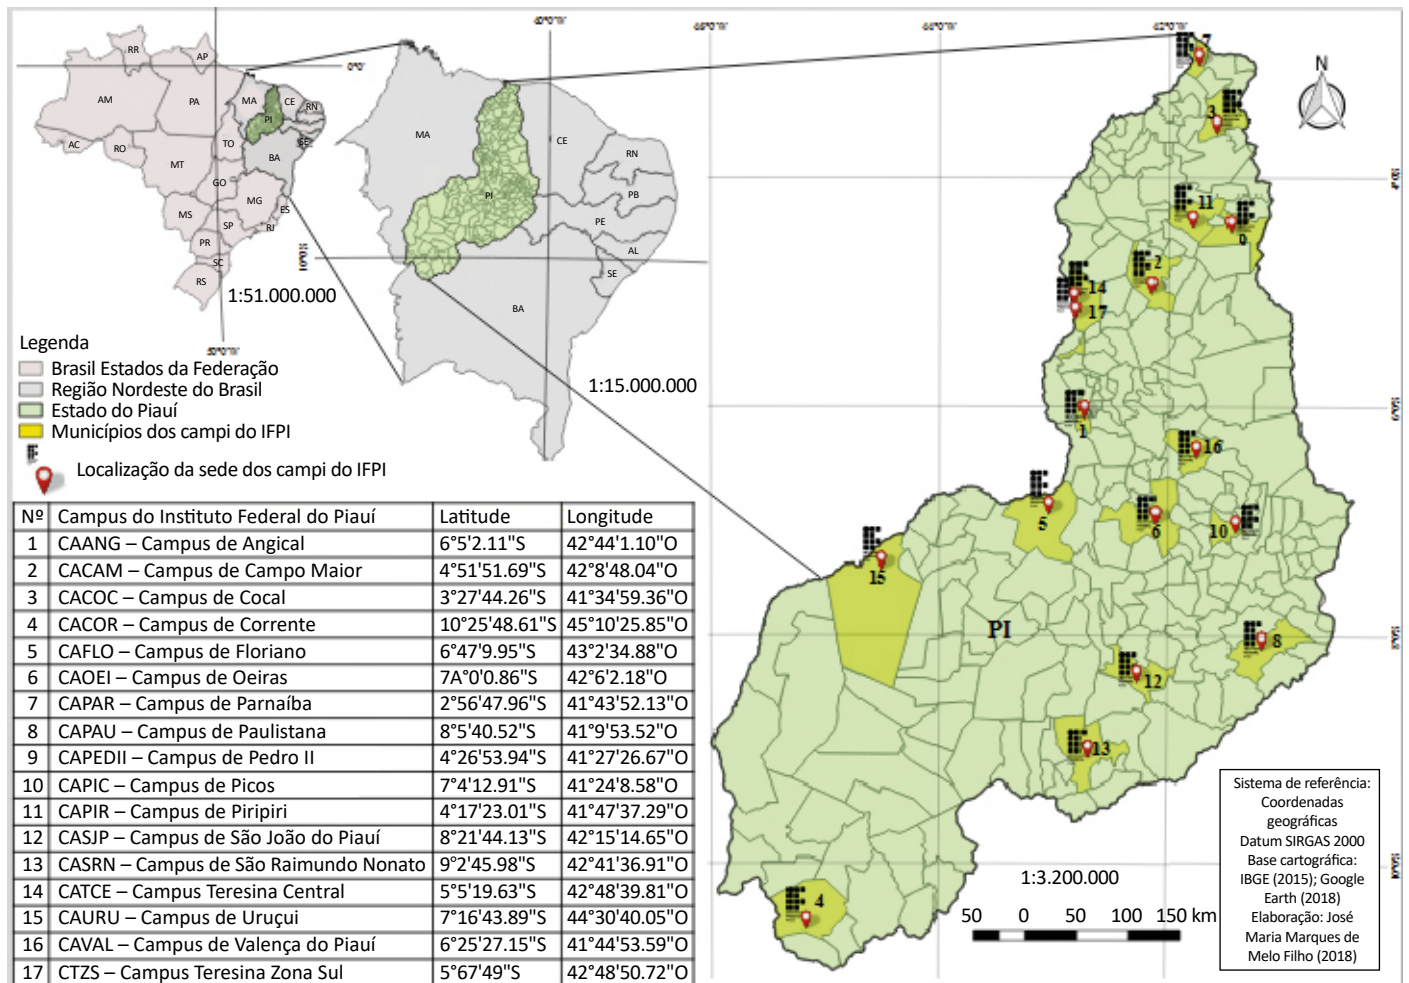 RR
AP
AM
PA
MA
CE
RN
PI
AC
RO
TO
MT
BA
GO
MG
ES
MS
SP
RJ
PR
SC
RS
1:51.000.000
0°0'
MA
CE
RN
PI
PB
PE
AL
SE
BA
1:15.000.000
Legenda
Brasil Estados da Federação
Região Nordeste do Brasil
Estado do Piauí
Municípios dos campi do IFPI
Localização da sede dos campi do IFPI
Nº Campus do Instituto Federal do Piauí Latitude Longitude
1 CAANG – Campus de Angical 6°5'2.11"S 42°44'1.10"O
2 CACAM – Campus de Campo Maior 4°51'51.69"S 42°8'48.04"O
3 CACOC – Campus de Cocal 3°27'44.26"S 41°34'59.36"O
4 CACOR – Campus de Corrente 10°25'48.61"S 45°10'25.85"O
5 CAFLO – Campus de Floriano 6°47'9.95"S 43°2'34.88"O
6 CAOEI – Campus de Oeiras 7A°0'0.86"S 42°6'2.18"O
7 CAPAR – Campus de Parnaíba 2°56'47.96"S 41°43'52.13"O
8 CAPAU – Campus de Paulistana 8°5'40.52"S 41°9'53.52"O
9 CAPEDII – Campus de Pedro II 4°26'53.94"S 41°27'26.67"O
10 CAPIC – Campus de Picos 7°4'12.91"S 41°24'8.58"O
11 CAPIR – Campus de Piripiri 4°17'23.01"S 41°47'37.29"O
12 CASJP – Campus de São João do Piauí 8°21'44.13"S 42°15'14.65"O
13 CASRN – Campus de São Raimundo Nonato 9°2'45.98"S 42°41'36.91"O
14 CATCE – Campus Teresina Central 5°5'19.63"S 42°48'39.81"O
15 CAURU – Campus de Uruçui 7°16'43.89"S 44°30'40.05"O
16 CAVAL – Campus de Valença do Piauí 6°25'27.15"S 41°44'53.59"O
17 CTZS – Campus Teresina Zona Sul 5°67'49"S 42°48'50.72"O
N
7
3
11
2
14
17
1
16
5
6
10
15
PI
8
12
13
4
1:3.200.000
50 0 50 100 150 km
Sistema de referência:
Coordenadas
geográficas
Datum SIRGAS 2000
Base cartográfica:
IBGE (2015); Google
Earth (2018)
Elaboração: José
Maria Marques de
Melo Filho (2018)